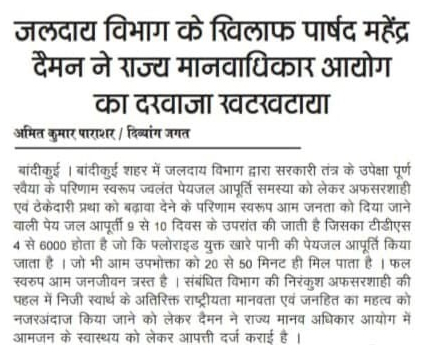 जलदाय विभाग के खिलाफ पार्षद महेंद्र
दैमन ने राज्य मानवाधिकार आयोग
का दरवाजा खटखटाया
अमित कुमार पाराशर / दिव्यांग जगत
बांदीकुई । बांदीकुई शहर में जलदाय विभाग द्वारा सरकारी तंत्र के उपेक्षा पूर्ण
रवैया के परिणाम स्वरूप ज्वलंत पेयजल आपूर्ति समस्या को लेकर अफसरशाही
एवं ठेकेदारी प्रथा को बढ़ावा देने के परिणाम स्वरूप आम जनता को दिया जाने
वाली पेय जल आपूर्ती 9 से 10 दिवस के उपरांत की जाती है जिसका टीडीएस
4 से 6000 होता है जो कि फ्लोराइड युक्त खारे पानी की पेयजल आपूर्ति किया
जाता है । जो भी आम उपभोक्ता को 20 से 50 मिनट ही मिल पाता है । फल
स्वरुप आम जनजीवन त्रस्त है । संबंधित विभाग की निरंकुश अफसरशाही की
पहल में निजी स्वार्थ के अतिरिक्त राष्ट्रीयता मानवता एवं जनहित का महत्व को
नजरअंदाज किया जाने को लेकर दैमन ने राज्य मानव अधिकार आयोग में
आमजन के स्वास्थय को लेकर आपत्ती दर्ज कराई है ।